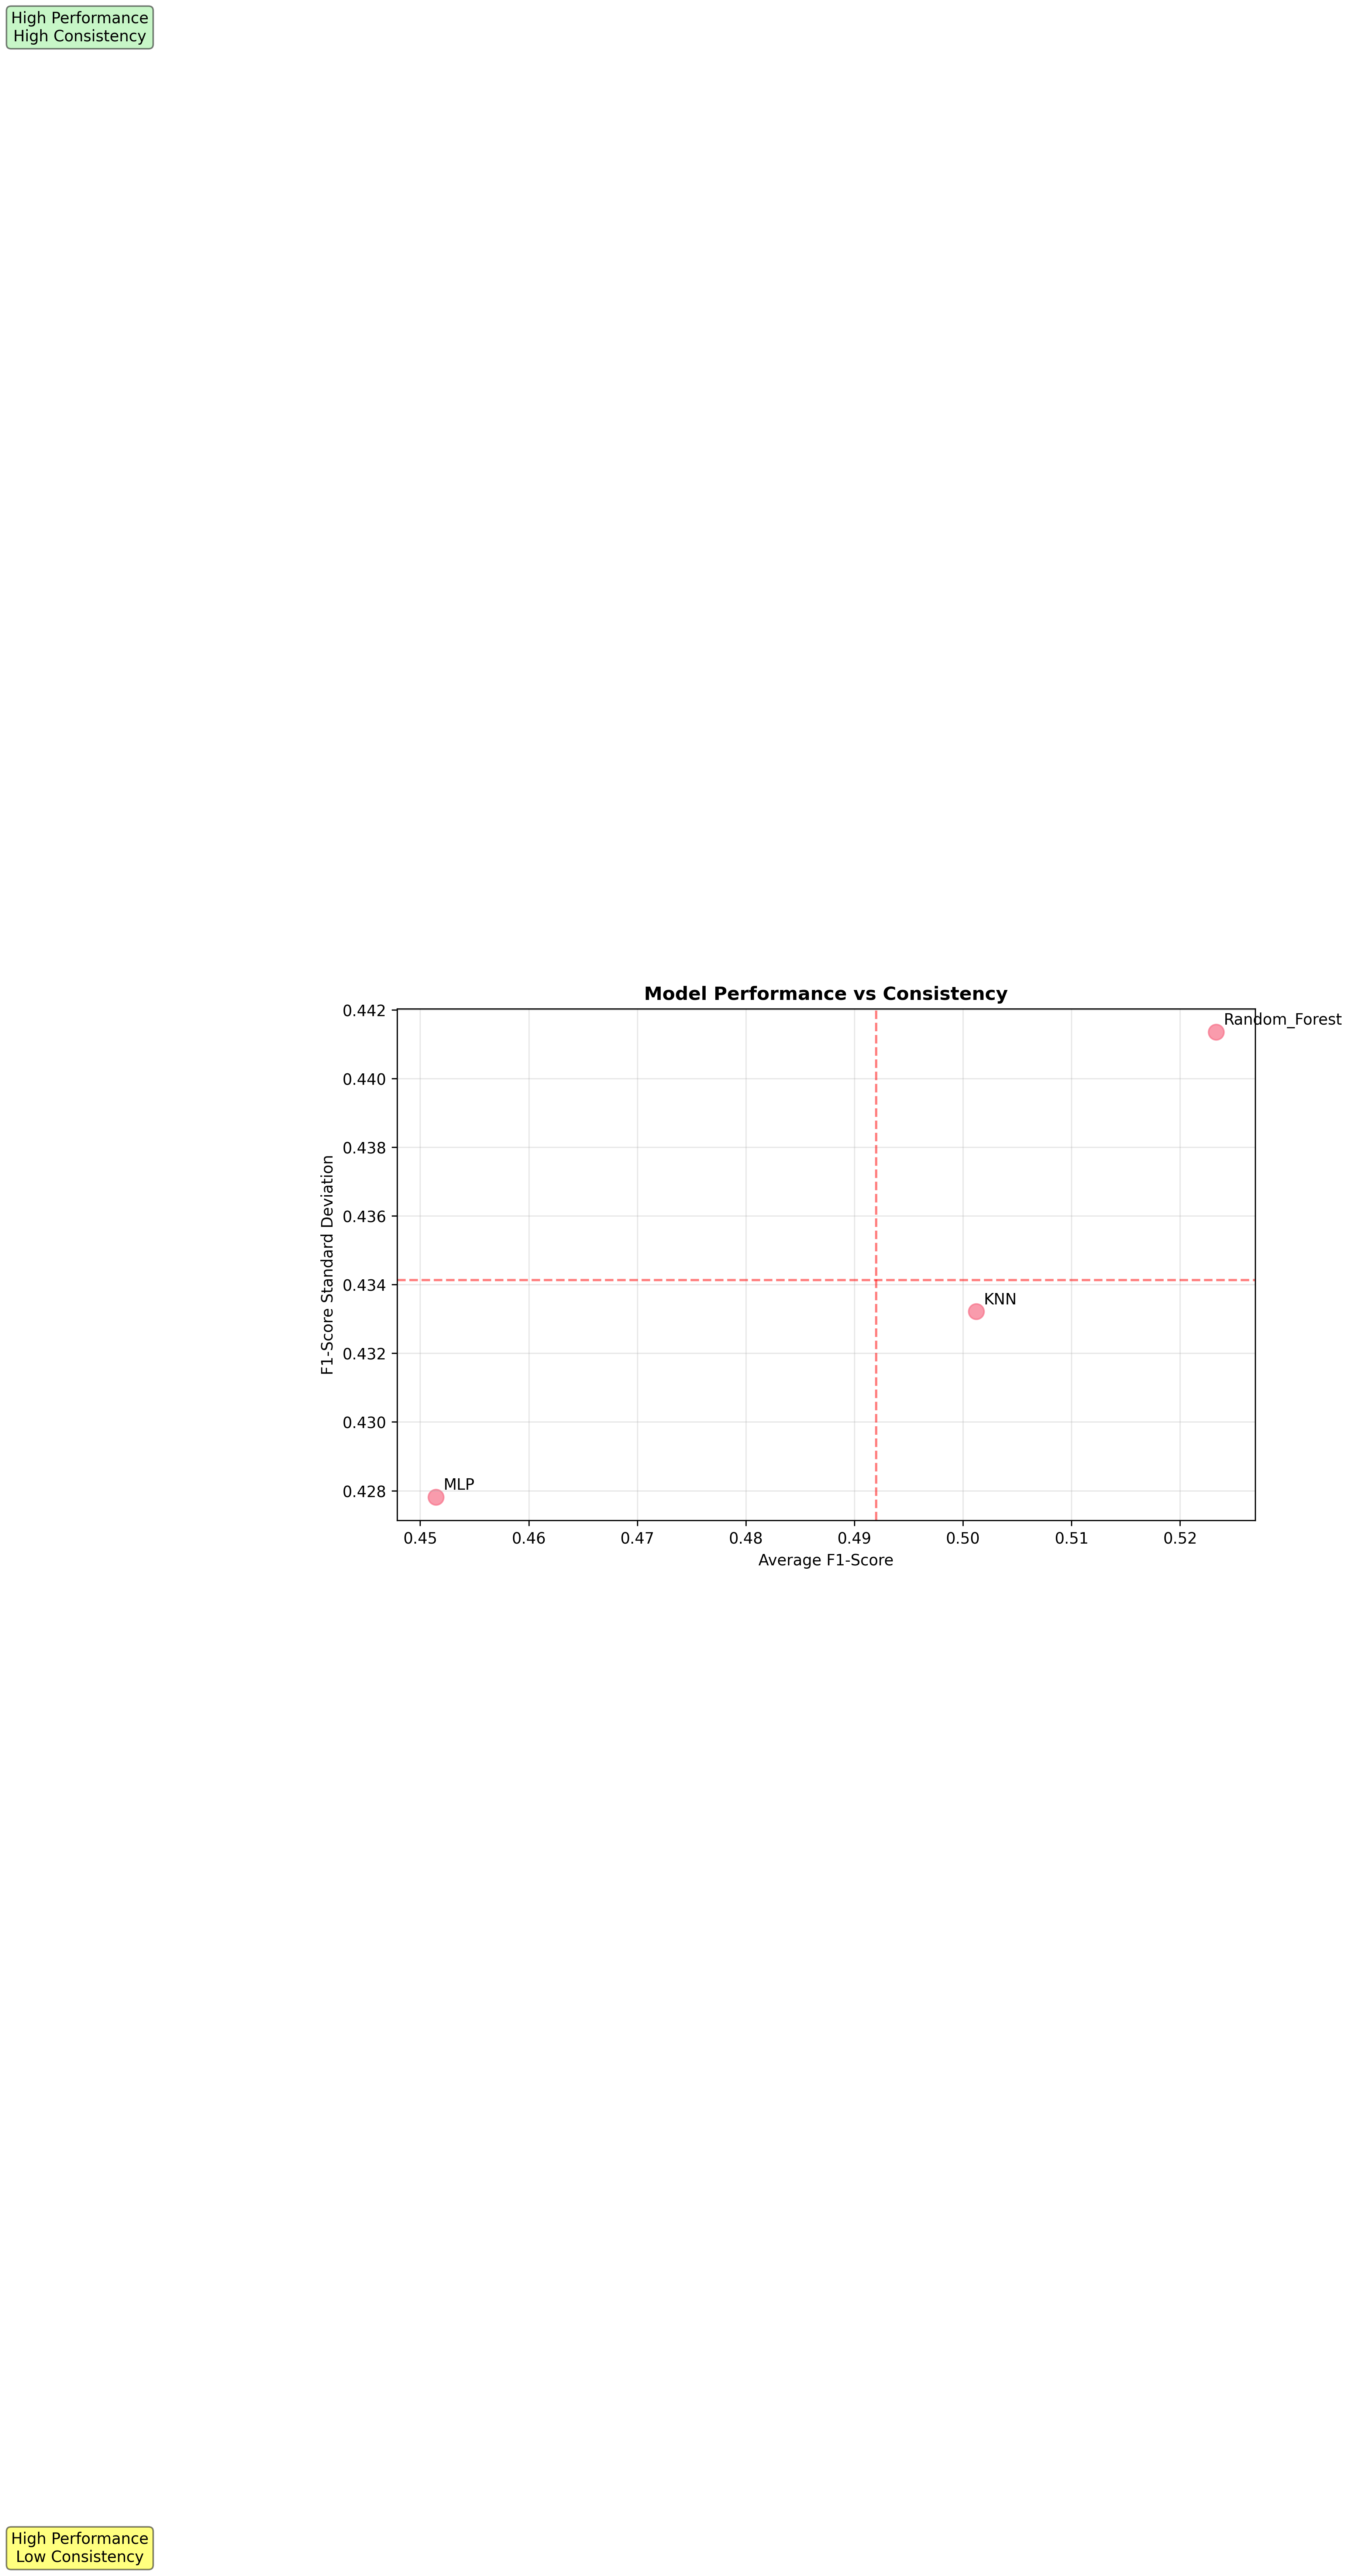 High Performance
High Consistency
Model Performance vs Consistency
Random_Forest
KNN
MLP
F1-Score Standard Deviation
0.442
0.440
0.438
0.436
0.434
0.432
0.430
0.428
0.45
0.46
0.47
0.48
0.49
0.50
0.51
0.52
Average F1-Score
High Performance
Low Consistency